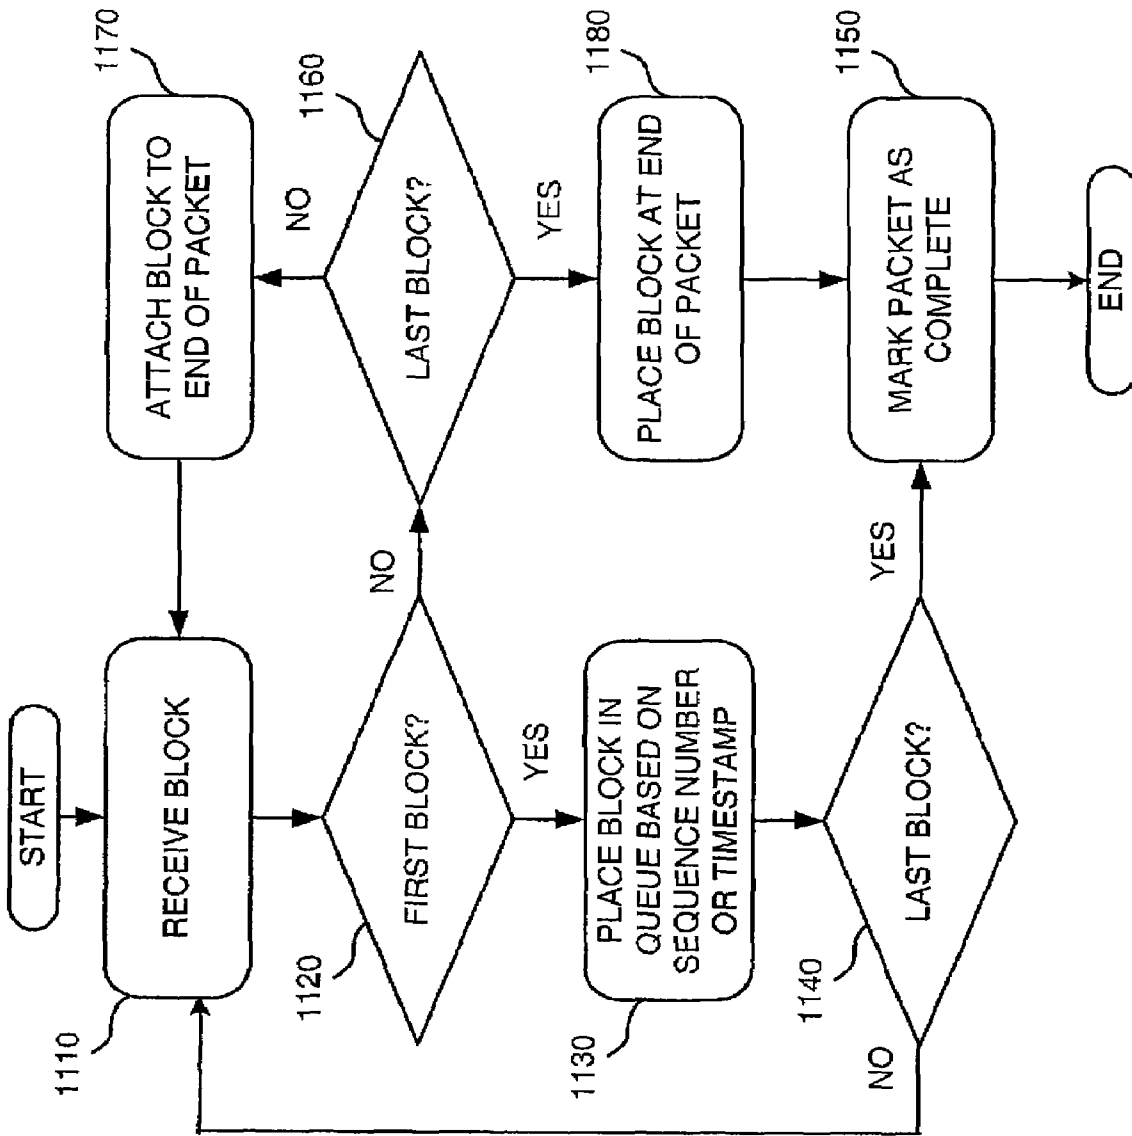 START
1110
RECEIVE BLOCK
1120
FIRST BLOCK?
NO
YES
1130
PLACE BLOCK IN
QUEUE BASED ON
SEQUENCE NUMBER
OR TIMESTAMP
1140
LAST BLOCK?
NO
YES
1170
ATTACH BLOCK TO
END OF PACKET
NO
1160
LAST BLOCK?
YES
1180
PLACE BLOCK AT END
OF PACKET
1150
MARK PACKET AS
COMPLETE
END